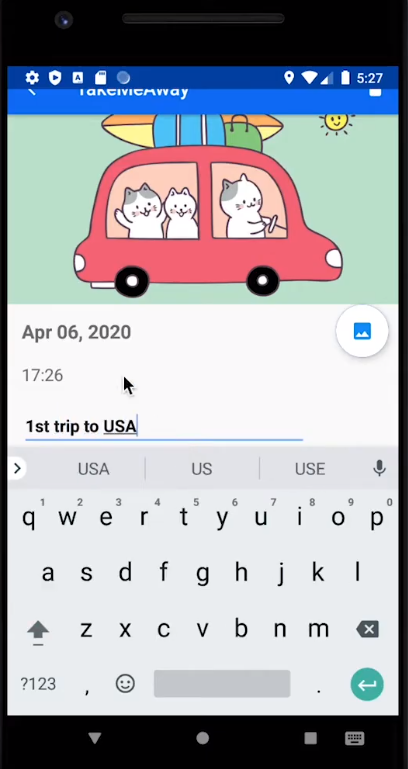 5:27
TakeMeAway
Apr 06, 2020
17:26
1st trip to USA
USA US USE
1 2 3 4 5 6 7 8 9 0
q w e r t y u i o p
a s d f g h j k l
z x c v b n m
?123 , .